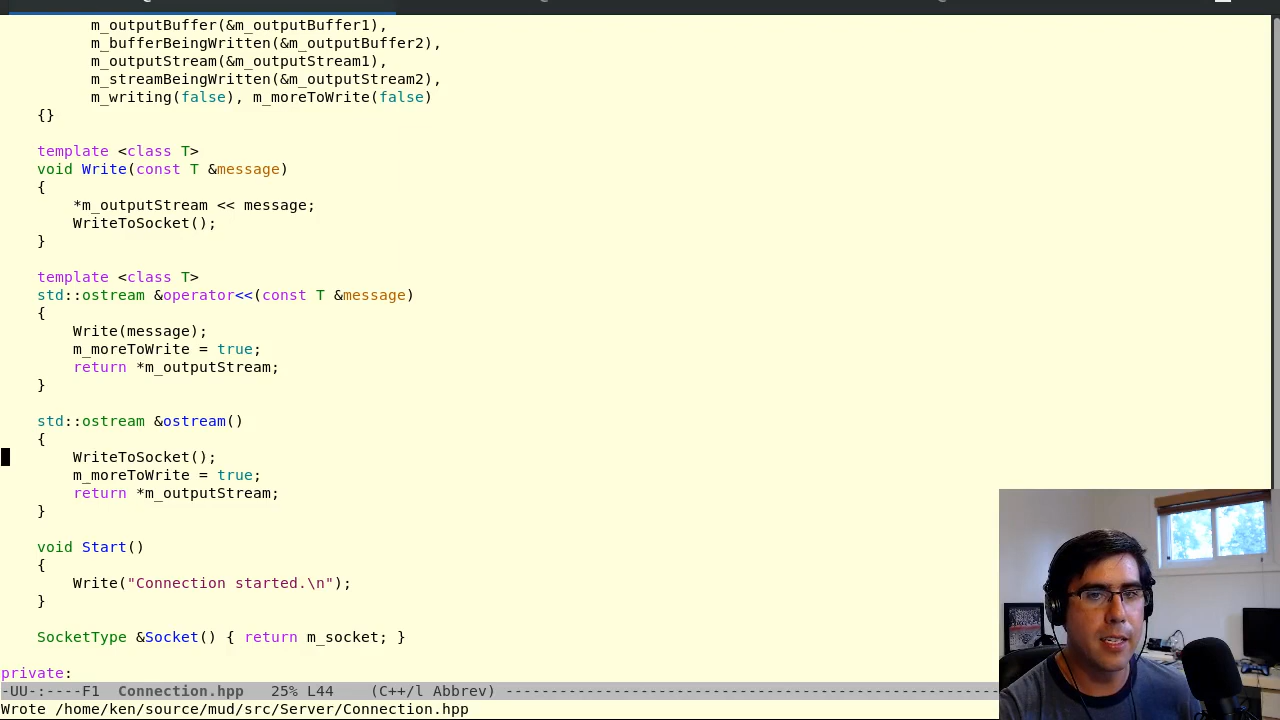 m_outputBuffer(&m_outputBuffer1),
m_bufferBeingWritten(&m_outputBuffer2),
m_outputStream(&m_outputStream1),
m_streamBeingWritten(&m_outputStream2),
m_writing(false), m_moreToWrite(false)
{}
template <class T>
void Write(const T &message)
{
*m_outputStream << message;
WriteToSocket();
}
template <class T>
std::ostream &operator<<(const T &message)
{
Write(message);
m_moreToWrite = true;
return *m_outputStream;
}
std::ostream &ostream()
{
WriteToSocket();
m_moreToWrite = true;
return *m_outputStream;
}
void Start()
{
Write("Connection started.\n");
}
SocketType &Socket() { return m_socket; }
private:
-UU-:----F1  Connection.hpp   25% L44    (C++/l Abbrev) -------------------------------------------------------
Wrote /home/ken/source/mud/src/Server/Connection.hpp